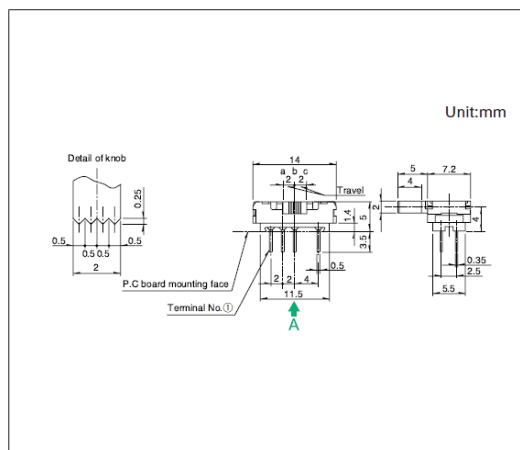 Unit:mm
Detail of knob
0.25
0.5
0.5
0.5 0.5
2
14
a b c
2 2
Travel
1.4
5
3.5
P.C board mounting face
2 2 4
0.5
Terminal No.①
11.5
A
5
7.2
4
2
4
0.35
2.5
5.5